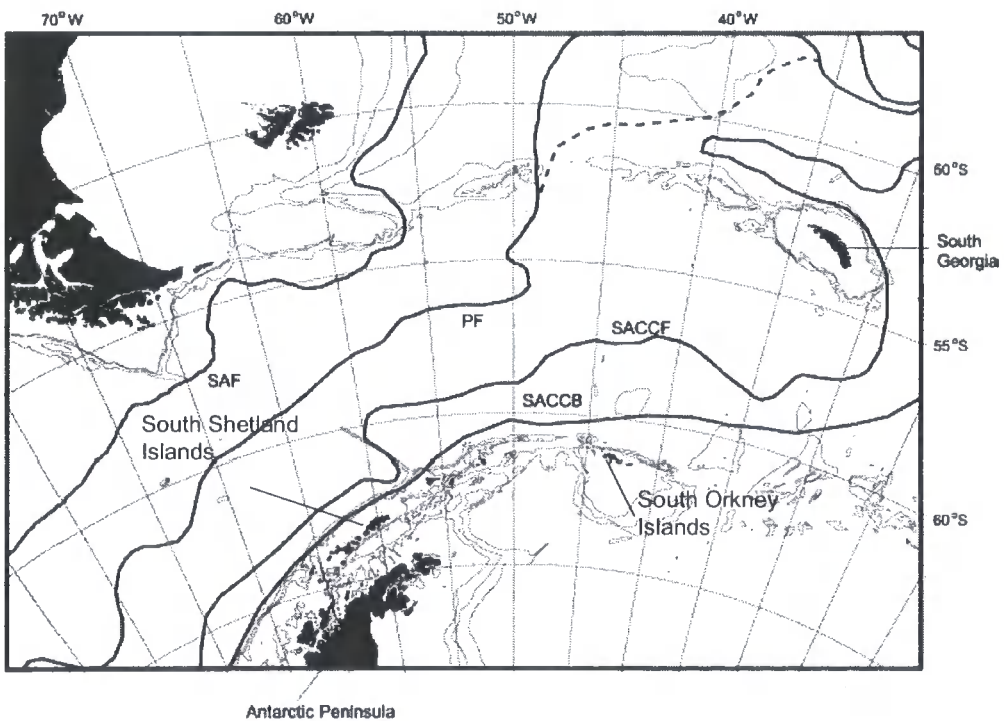 70°W
60°W
50°W
40°W
60°S
South
Georgia
PF
SACCF
55°S
SAF
SACCB
South Shetland
Islands
South Orkney
Islands
60°S
Antarctic Peninsula